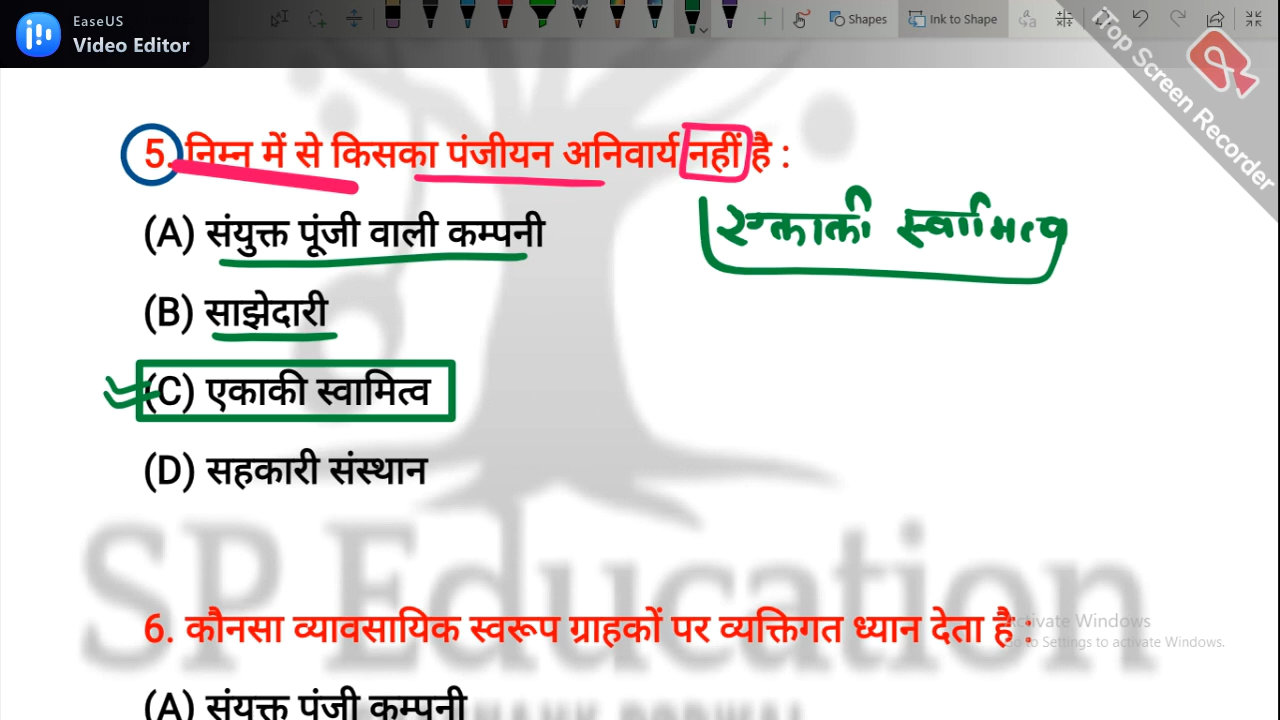 EaseUS
Video Editor
Shapes
Ink to Shape
iTop Screen Recorder
5. निम्न में से किसका पंजीयन अनिवार्य नहीं है :
(A) संयुक्त पूंजी वाली कम्पनी
एकाकी स्वामित्व
(B) साझेदारी
(C) एकाकी स्वामित्व
(D) सहकारी संस्थान
SP Education
6. कौनसा व्यावसायिक स्वरूप ग्राहकों पर व्यक्तिगत ध्यान देता है :
Activate Windows
Go to Settings to activate Windows.
(A) संयुक्त पूंजी कम्पनी